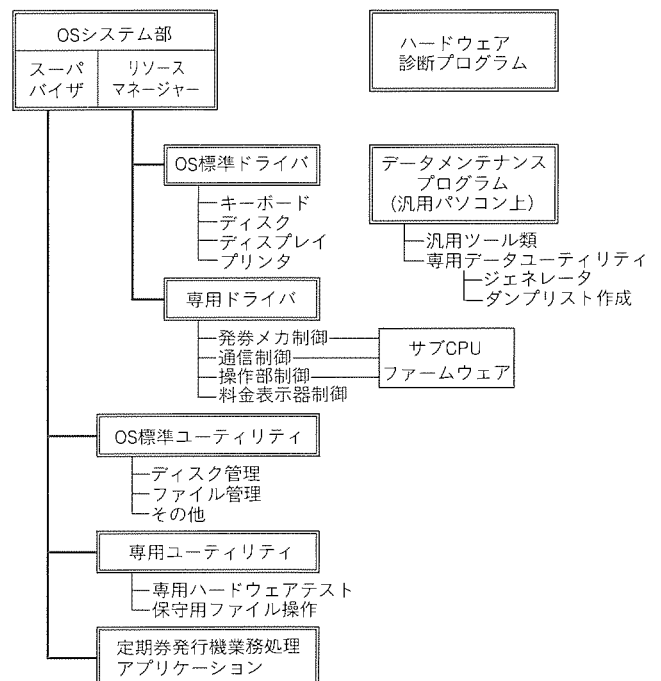 OSシステム部
スーパ
バイザ
リソース
マネージャー
ハードウェア
診断プログラム
OS標準ドライバ
キーボード
ディスク
ディスプレイ
プリンタ
データメンテナンス
プログラム
(汎用パソコン上)
汎用ツール類
専用データユーティリティ
ジェネレータ
ダンプリスト作成
専用ドライバ
発券メカ制御
通信制御
操作部制御
料金表示器制御
サブCPU
ファームウェア
OS標準ユーティリティ
ディスク管理
ファイル管理
その他
専用ユーティリティ
専用ハードウェアテスト
保守用ファイル操作
定期券発行機業務処理
アプリケーション